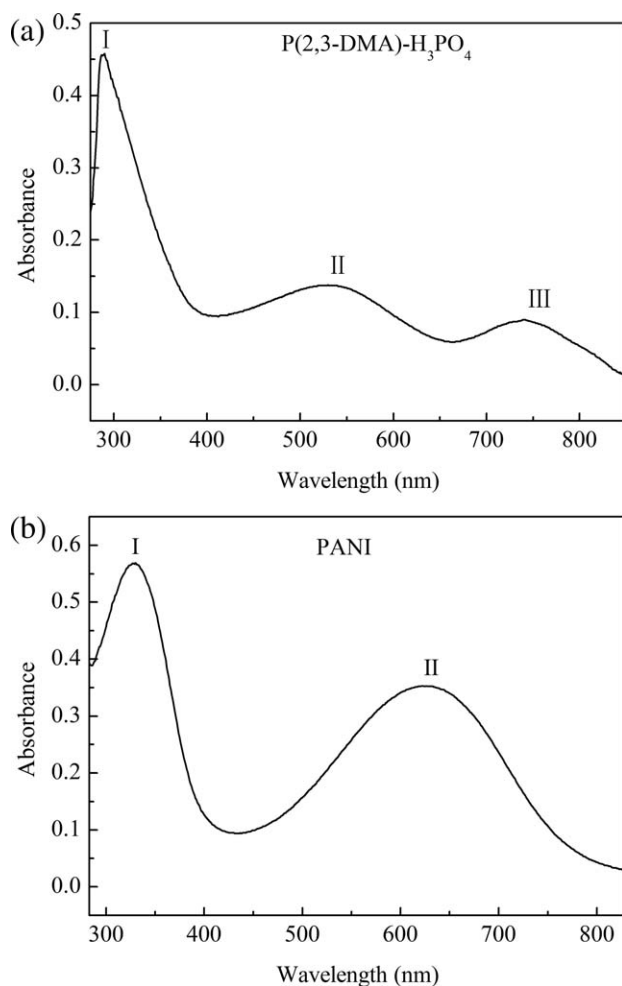 (a)
I
P(2,3-DMA)-H₃PO₄
0.5
0.4
0.3
0.2
0.1
0.0
Absorbance
II
III
300 400 500 600 700 800
Wavelength (nm)
(b)
I
PANI
0.6
0.5
0.4
0.3
0.1
0.0
Absorbance
II
300 400 500 600 700 800
Wavelength (nm)